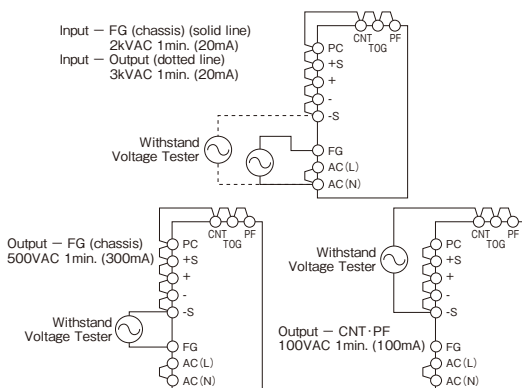 Input － FG (chassis) (solid line)
2kVAC 1min. (20mA)
Input － Output (dotted line)
3kVAC 1min. (20mA)
CNT PF
TOG
PC
+S
+
-
-S
Withstand
Voltage Tester
FG
AC(L)
AC(N)
Output － FG (chassis)
500VAC 1min. (300mA)
CNT PF
TOG
PC
+S
+
-
-S
Withstand
Voltage Tester
FG
AC(L)
AC(N)
CNT PF
TOG
Withstand
Voltage Tester
PC
+S
+
-
-S
Output － CNT·PF
100VAC 1min. (100mA)
FG
AC(L)
AC(N)